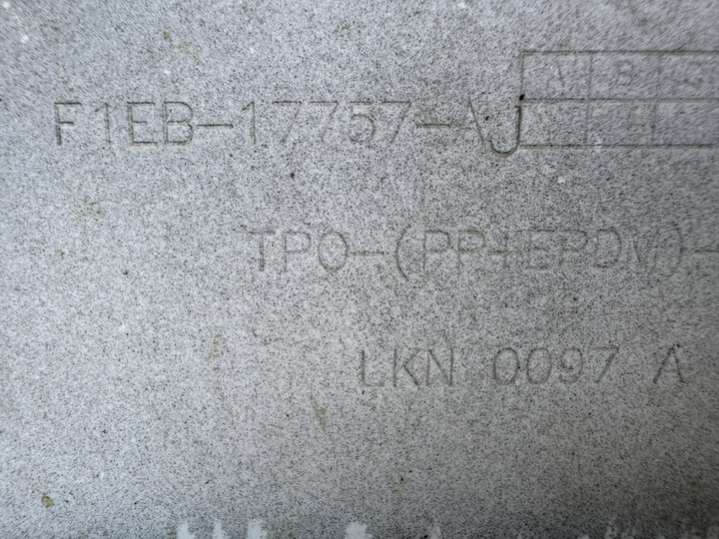 F1EB-17757-AJ
TPO-(PP+EPDM)-
LKN 0097 A